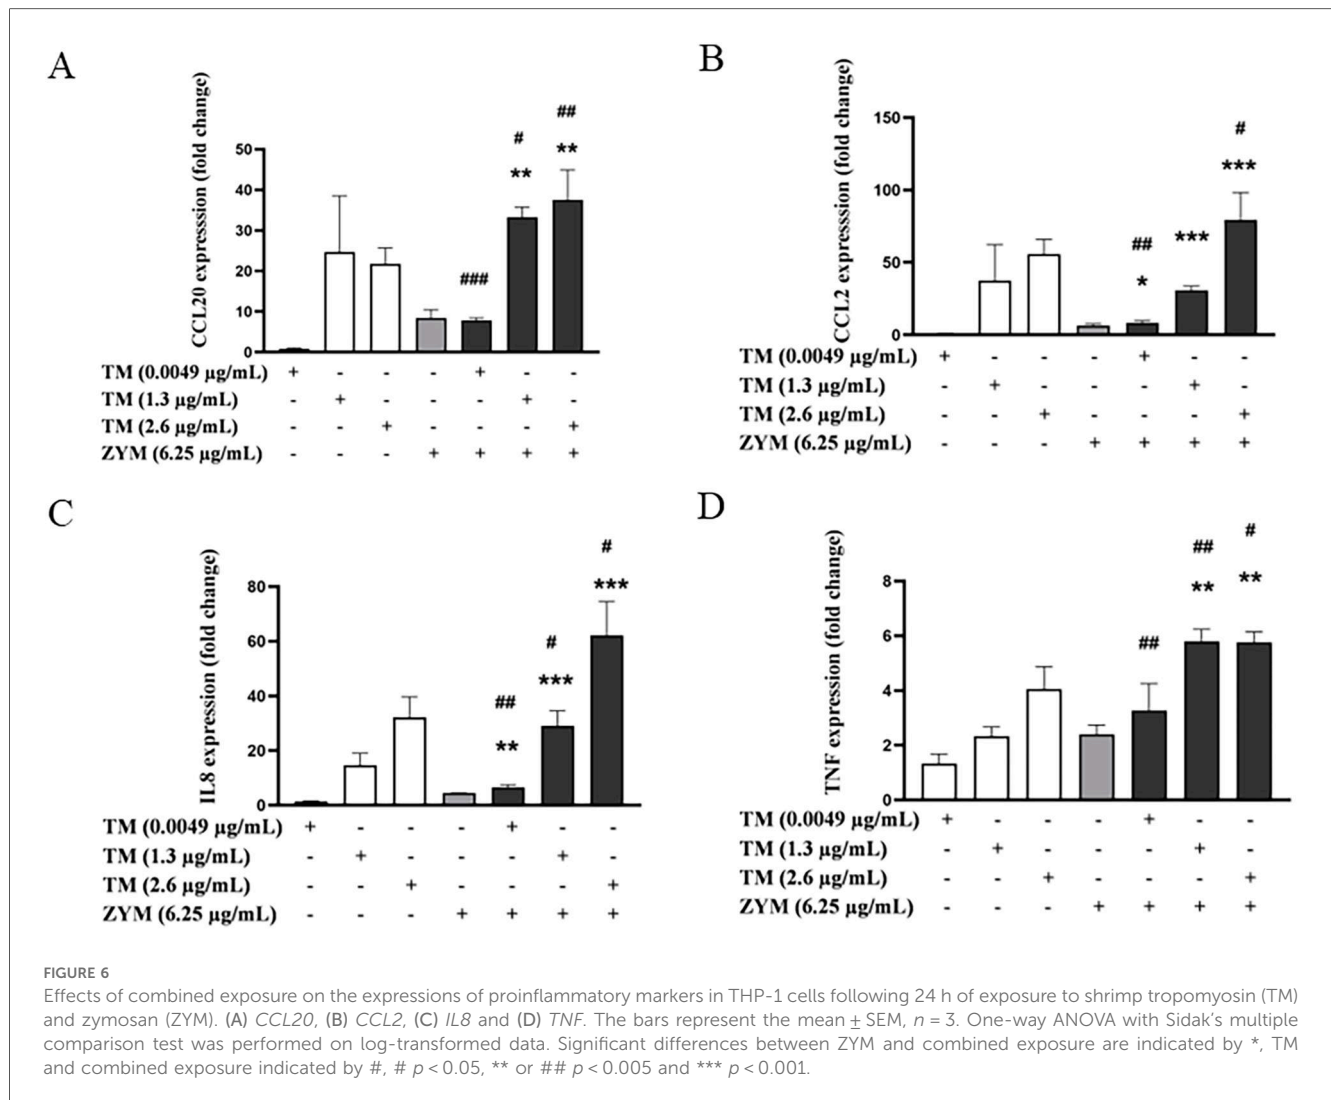 A
CCL20 expresssion (fold change)
50
40
30
20
10
0
###
#
**
##
**
TM (0.0049 µg/mL) + - - - + - -
TM (1.3 µg/mL) - + - - - + -
TM (2.6 µg/mL) - - + - - - +
ZYM (6.25 µg/mL) - - - + + + +
B
CCL2 expresssion (fold change)
150
100
50
0
##
*
***
#
***
TM (0.0049 µg/mL) + - - - + - -
TM (1.3 µg/mL) - + - - - + -
TM (2.6 µg/mL) - - + - - - +
ZYM (6.25 µg/mL) - - - + + + +
C
IL8 expression (fold change)
80
60
40
20
0
##
**
#
***
#
***
TM (0.0049 µg/mL) + - - - + - -
TM (1.3 µg/mL) - + - - - + -
TM (2.6 µg/mL) - - + - - - +
ZYM (6.25 µg/mL) - - - + + + +
D
TNF expression (fold change)
8
6
4
2
0
##
##
**
#
**
TM (0.0049 µg/mL) + - - - + - -
TM (1.3 µg/mL) - + - - - + -
TM (2.6 µg/mL) - - + - - - +
ZYM (6.25 µg/mL) - - - + + + +
FIGURE 6
Effects of combined exposure on the expressions of proinflammatory markers in THP-1 cells following 24 h of exposure to shrimp tropomyosin (TM)
and zymosan (ZYM). (A) CCL20, (B) CCL2, (C) IL8 and (D) TNF. The bars represent the mean ± SEM, n = 3. One-way ANOVA with Sidak's multiple
comparison test was performed on log-transformed data. Significant differences between ZYM and combined exposure are indicated by *, TM
and combined exposure indicated by #, # p < 0.05, ** or ## p < 0.005 and *** p < 0.001.